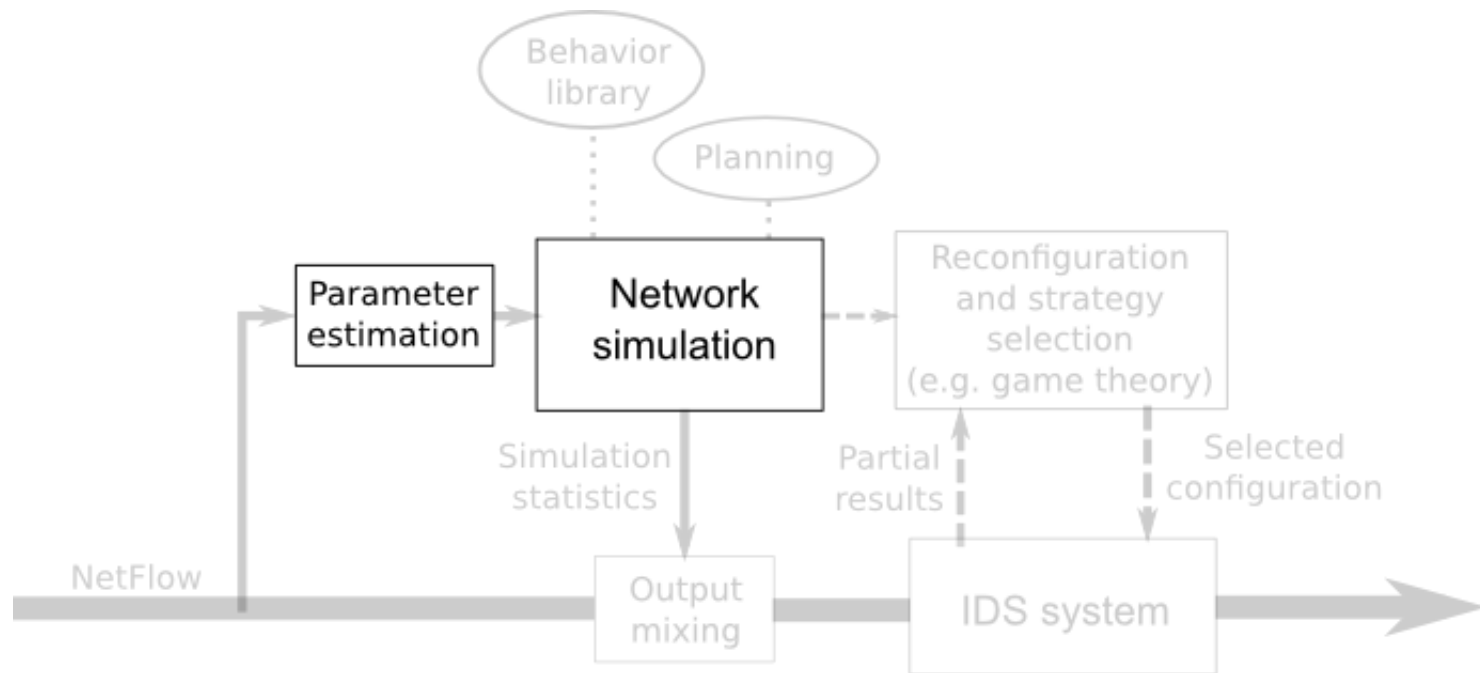 Behavior
library
Planning
Parameter
estimation
Network
simulation
Reconfiguration
and strategy
selection
(e.g. game theory)
Simulation
statistics
Partial
results
Selected
configuration
NetFlow
Output
mixing
IDS system